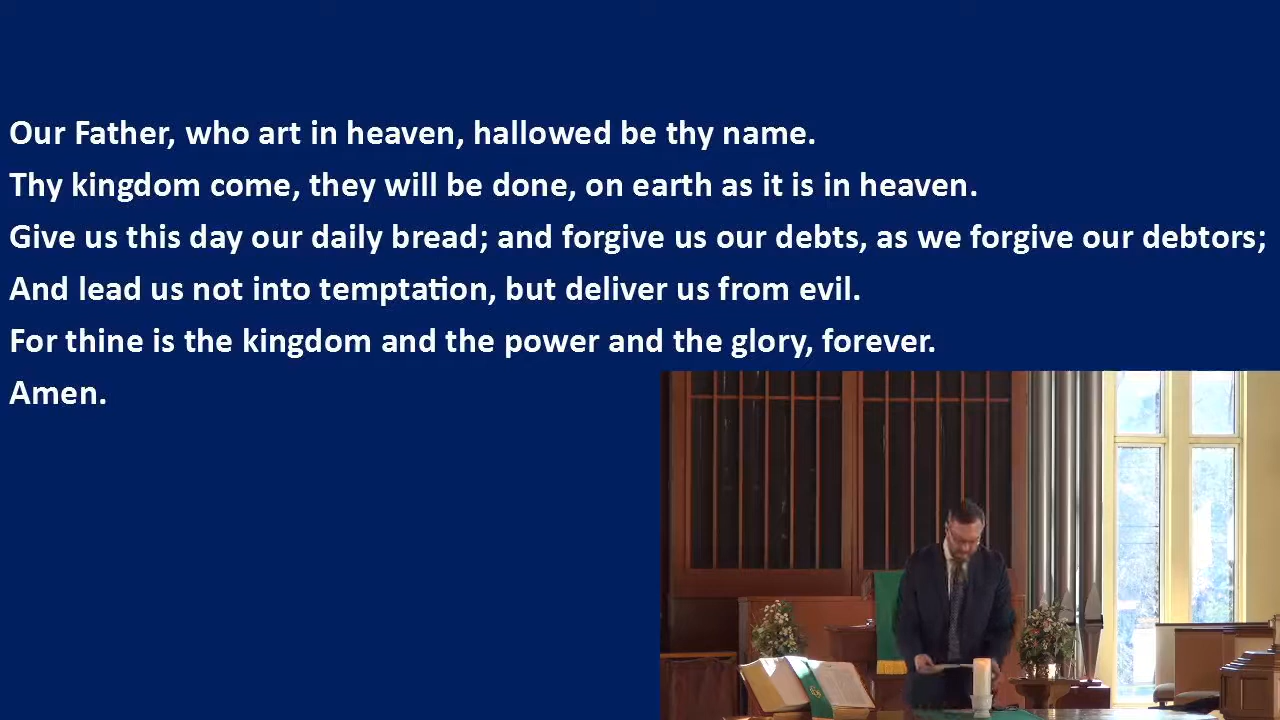 Our Father, who art in heaven, hallowed be thy name.
Thy kingdom come, they will be done, on earth as it is in heaven.
Give us this day our daily bread; and forgive us our debts, as we forgive our debtors;
And lead us not into temptation, but deliver us from evil.
For thine is the kingdom and the power and the glory, forever.
Amen.